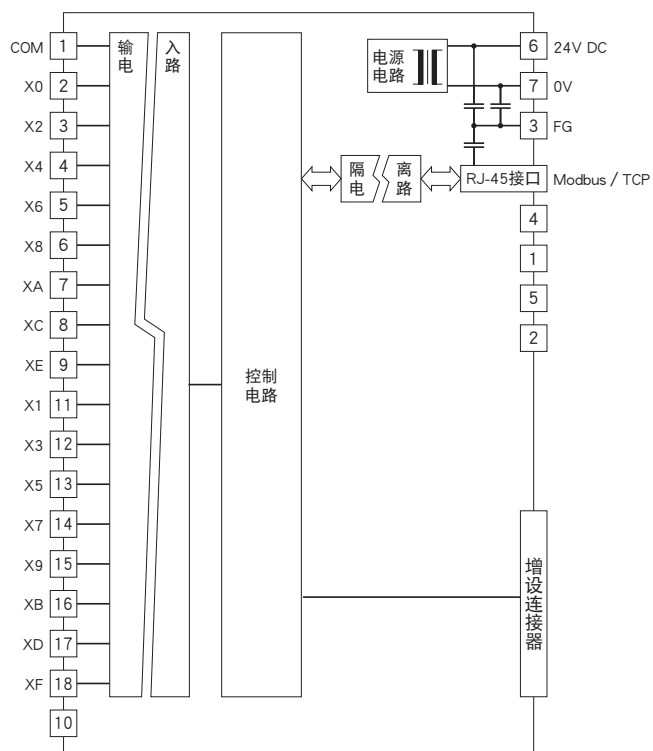 COM 1
X0 2
X2 3
X4 4
X6 5
X8 6
XA 7
XC 8
XE 9
X1 11
X3 12
X5 13
X7 14
X9 15
XB 16
XD 17
XF 18
10
输 入
电 路
控制
电路
电源
电路
隔 离
电 路
6 24V DC
7 0V
3 FG
RJ-45接口 Modbus / TCP
4
1
5
2
增设连接器